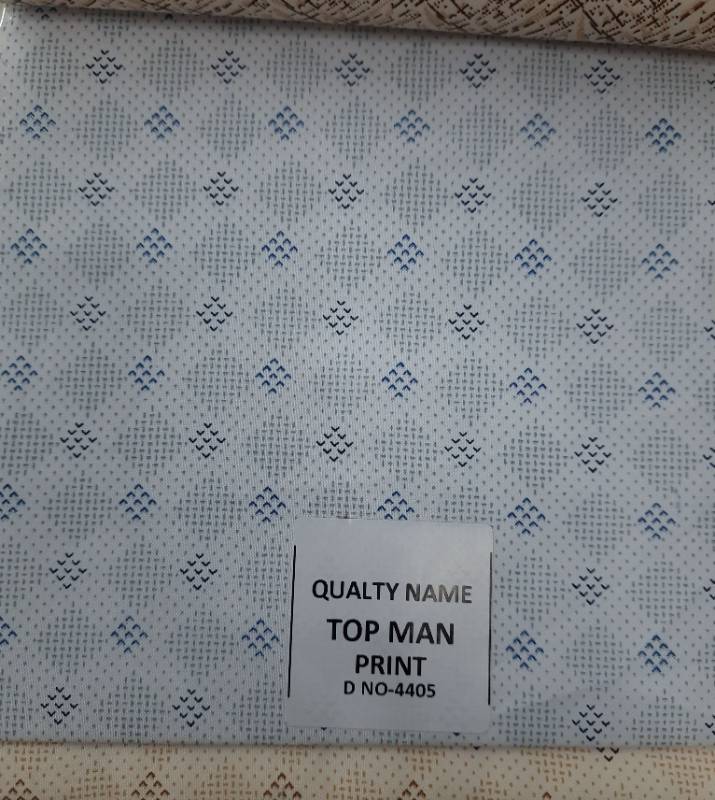 QUALTY NAME
TOP MAN
PRINT
D NO-4405